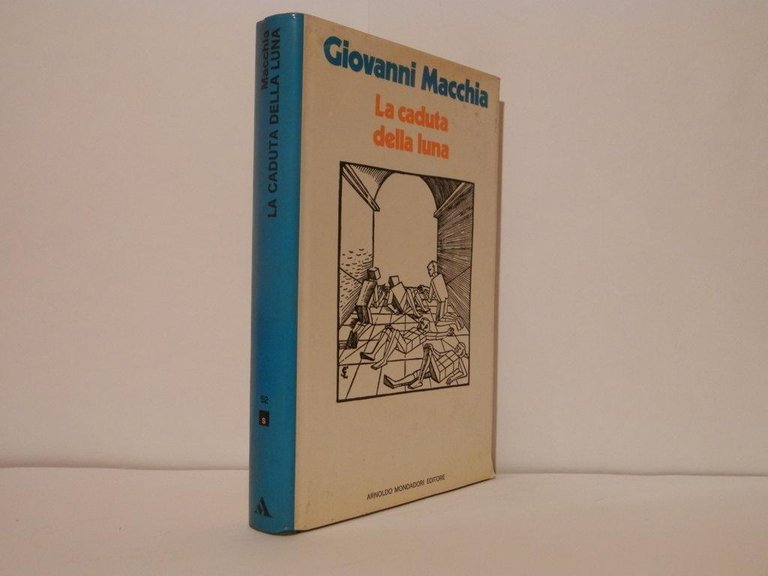 Macchia
LA CADUTA DELLA LUNA
S
Giovanni Macchia
La caduta
della luna
ARNOLDO MONDADORI EDITORE